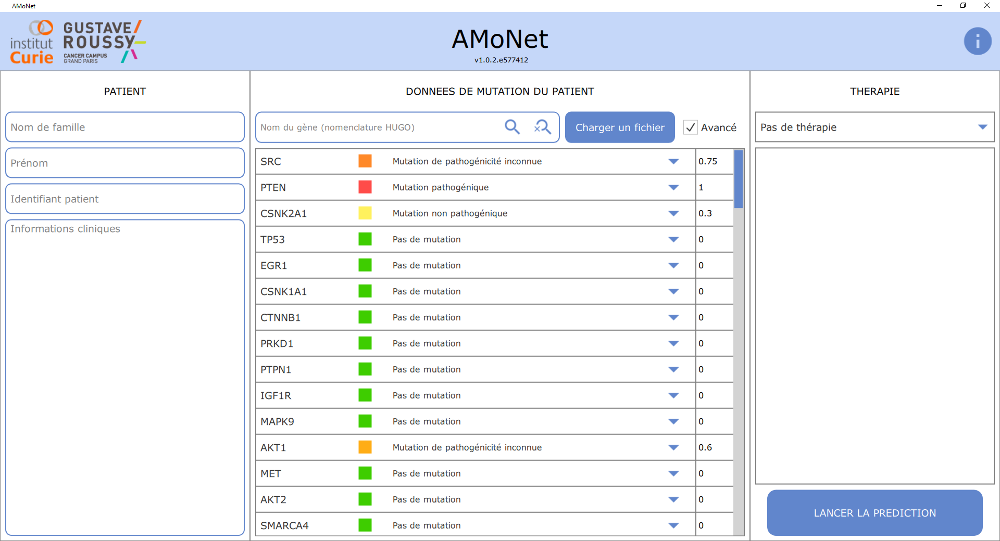 AMoNet
institut
Curie
GUSTAVE
ROUSSY
CANCER CAMPUS
GRAND PARIS
AMoNet
v1.0.2.e577412
i
PATIENT
Nom de famille
Prénom
Identifiant patient
Informations cliniques
DONNEES DE MUTATION DU PATIENT
Nom du gène (nomenclature HUGO)
Charger un fichier
Avancé
SRC Mutation de pathogénicité inconnue 0.75
PTEN Mutation pathogénique 1
CSNK2A1 Mutation non pathogénique 0.3
TP53 Pas de mutation 0
EGR1 Pas de mutation 0
CSNK1A1 Pas de mutation 0
CTNNB1 Pas de mutation 0
PRKD1 Pas de mutation 0
PTPN1 Pas de mutation 0
IGF1R Pas de mutation 0
MAPK9 Pas de mutation 0
AKT1 Mutation de pathogénicité inconnue 0.6
MET Pas de mutation 0
AKT2 Pas de mutation 0
SMARCA4 Pas de mutation 0
THERAPIE
Pas de thérapie
LANCER LA PREDICTION